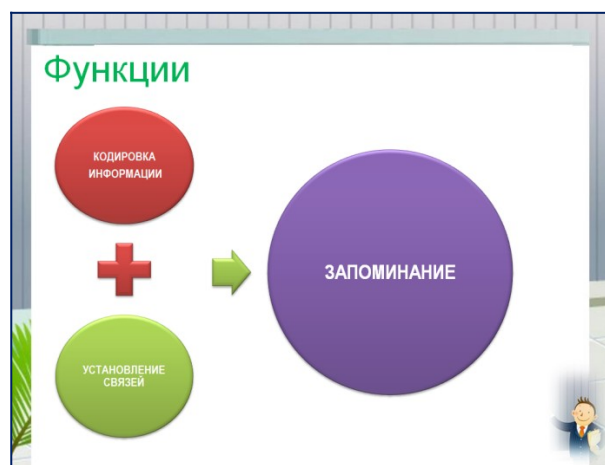 Функции
КОДИРОВКА
ИНФОРМАЦИИ
ЗАПОМИНАНИЕ
УСТАНОВЛЕНИЕ
СВЯЗЕЙ